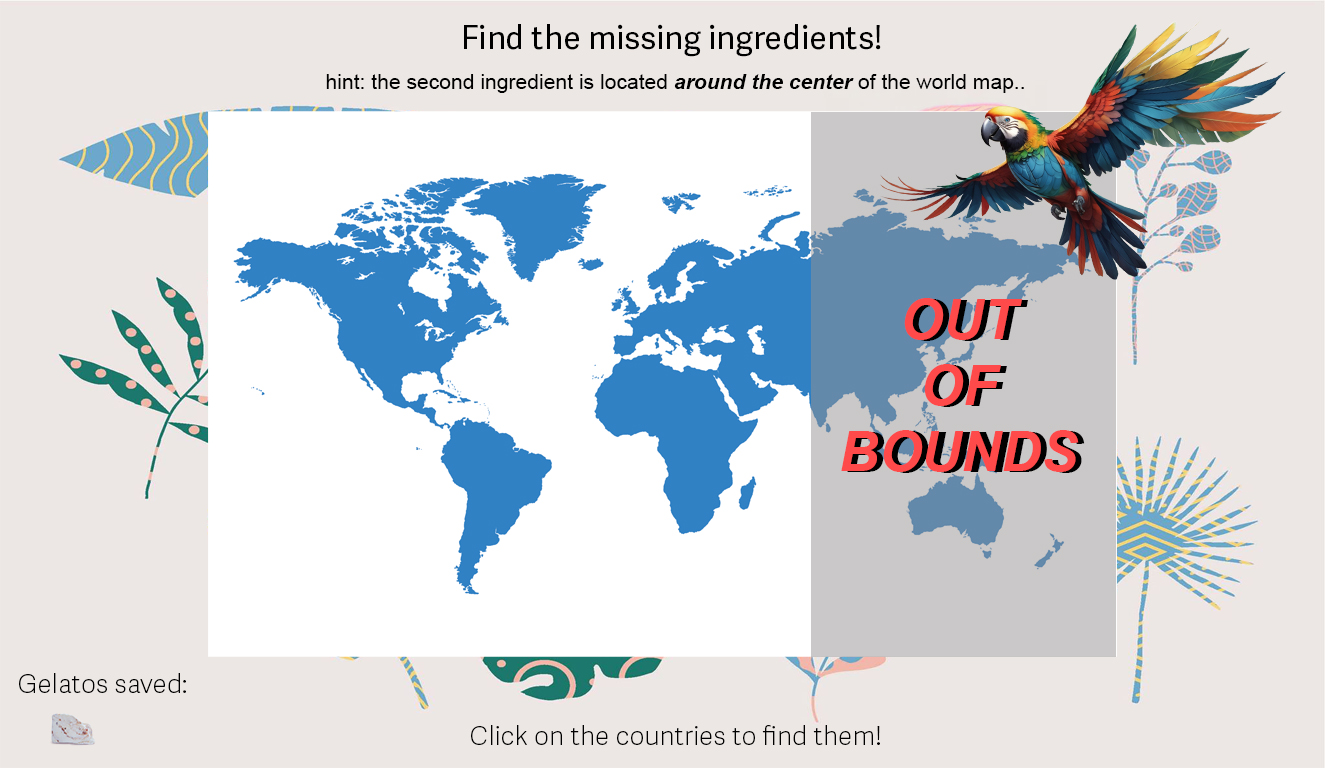 Find the missing ingredients!
hint: the second ingredient is located around the center of the world map..
OUT
OF
BOUNDS
Gelatos saved:
Click on the countries to find them!